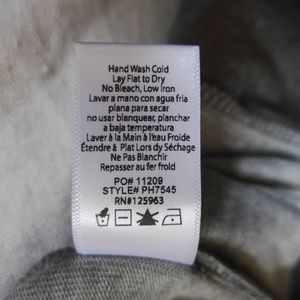 Hand Wash Cold
Lay Flat to Dry
No Bleach, Low Iron
Lavar a mano con agua fria
plana para secar
no usar blanquear, planchar
a baja temperatura
Laver à la Main à l'eau Froide
Étendre à Plat Lors dy Séchage
Ne Pas Blanchir
Repasser au fer froid
PO# 11209
STYLE# PH7545
RN#125963